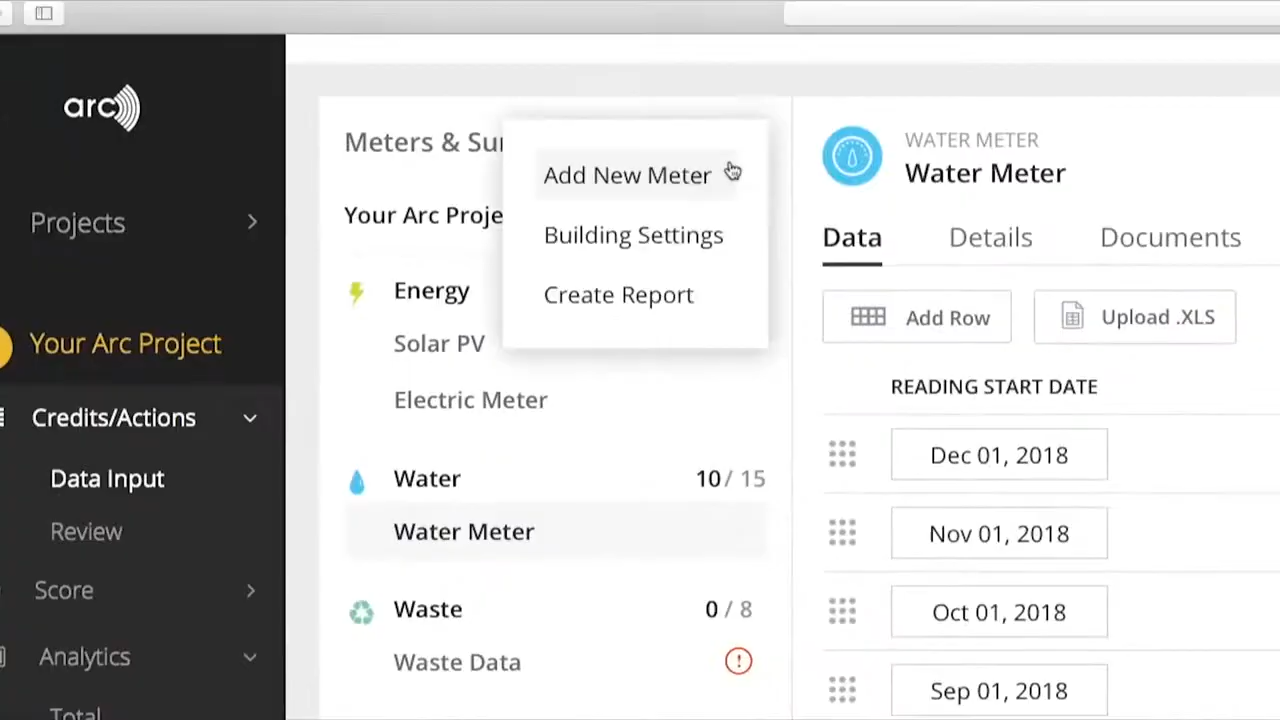 arc
Projects
Your Arc Project
Credits/Actions
Data Input
Review
Score
Analytics
Total
Meters &
Your Arc
Energy
Solar PV
Electric Meter
Water 10 / 15
Water Meter
Waste 0 / 8
Waste Data
Add New Meter
Building Settings
Create Report
WATER METER
Water Meter
Data Details Documents
Add Row Upload .XLS
READING START DATE
Dec 01, 2018
Nov 01, 2018
Oct 01, 2018
Sep 01, 2018